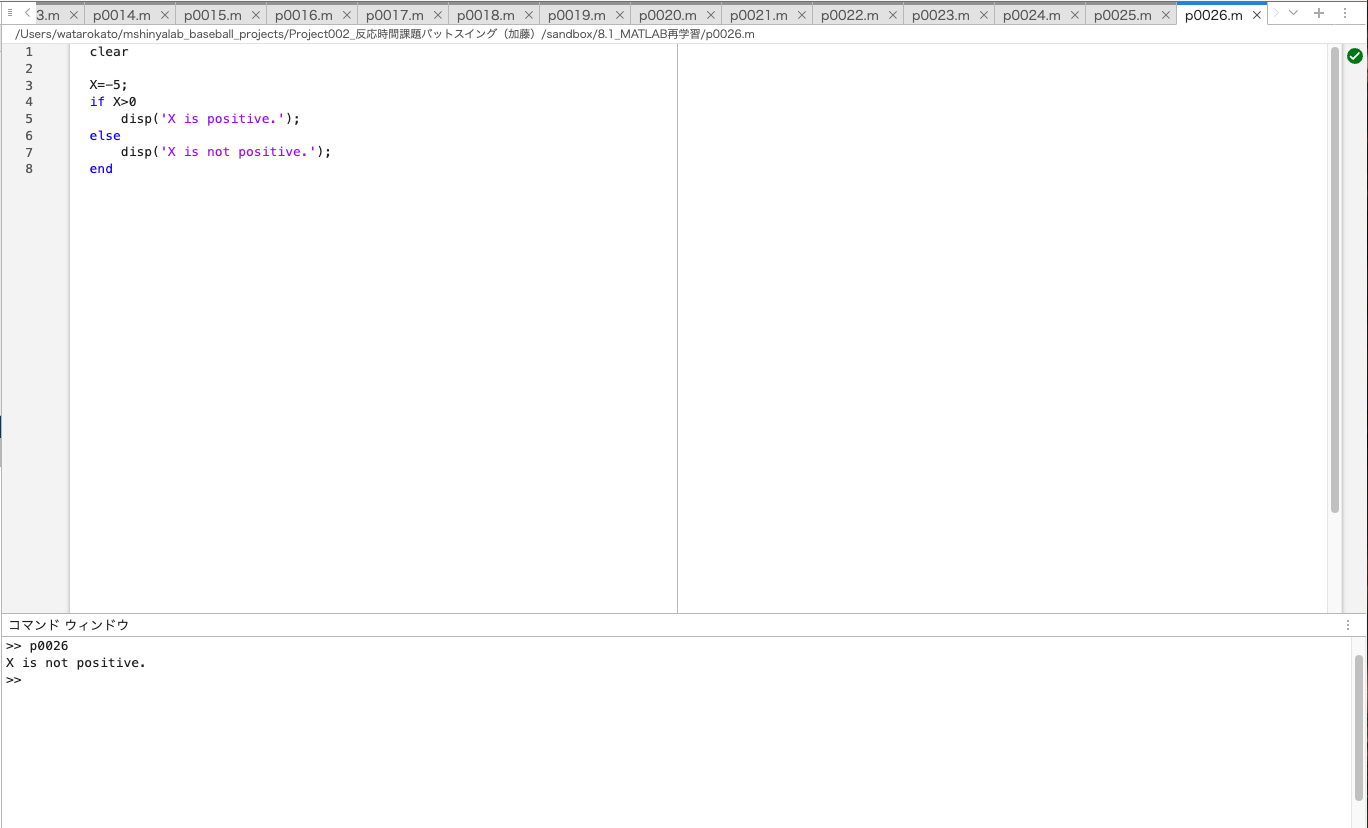 3.m p0014.m p0015.m p0016.m p0017.m p0018.m p0019.m p0020.m p0021.m p0022.m p0023.m p0024.m p0025.m p0026.m
/Users/watarokato/mshinyalab_baseball_projects/Project002_反応時間課題バットスイング（加藤）/sandbox/8.1_MATLAB再学習/p0026.m
1 clear
2
3 X=-5;
4 if X>0
5 disp('X is positive.');
6 else
7 disp('X is not positive.');
8 end
コマンド ウィンドウ
>> p0026
X is not positive.
>>